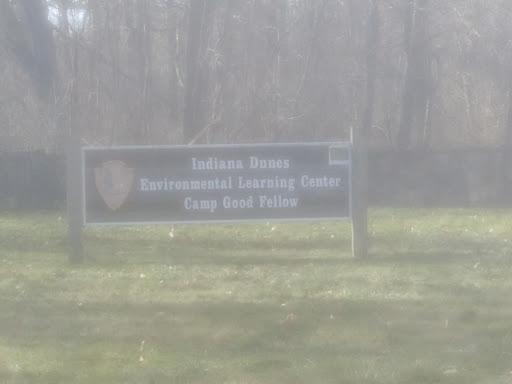 Indiana Dunes
Environmental Learning Center
Camp Good Fellow